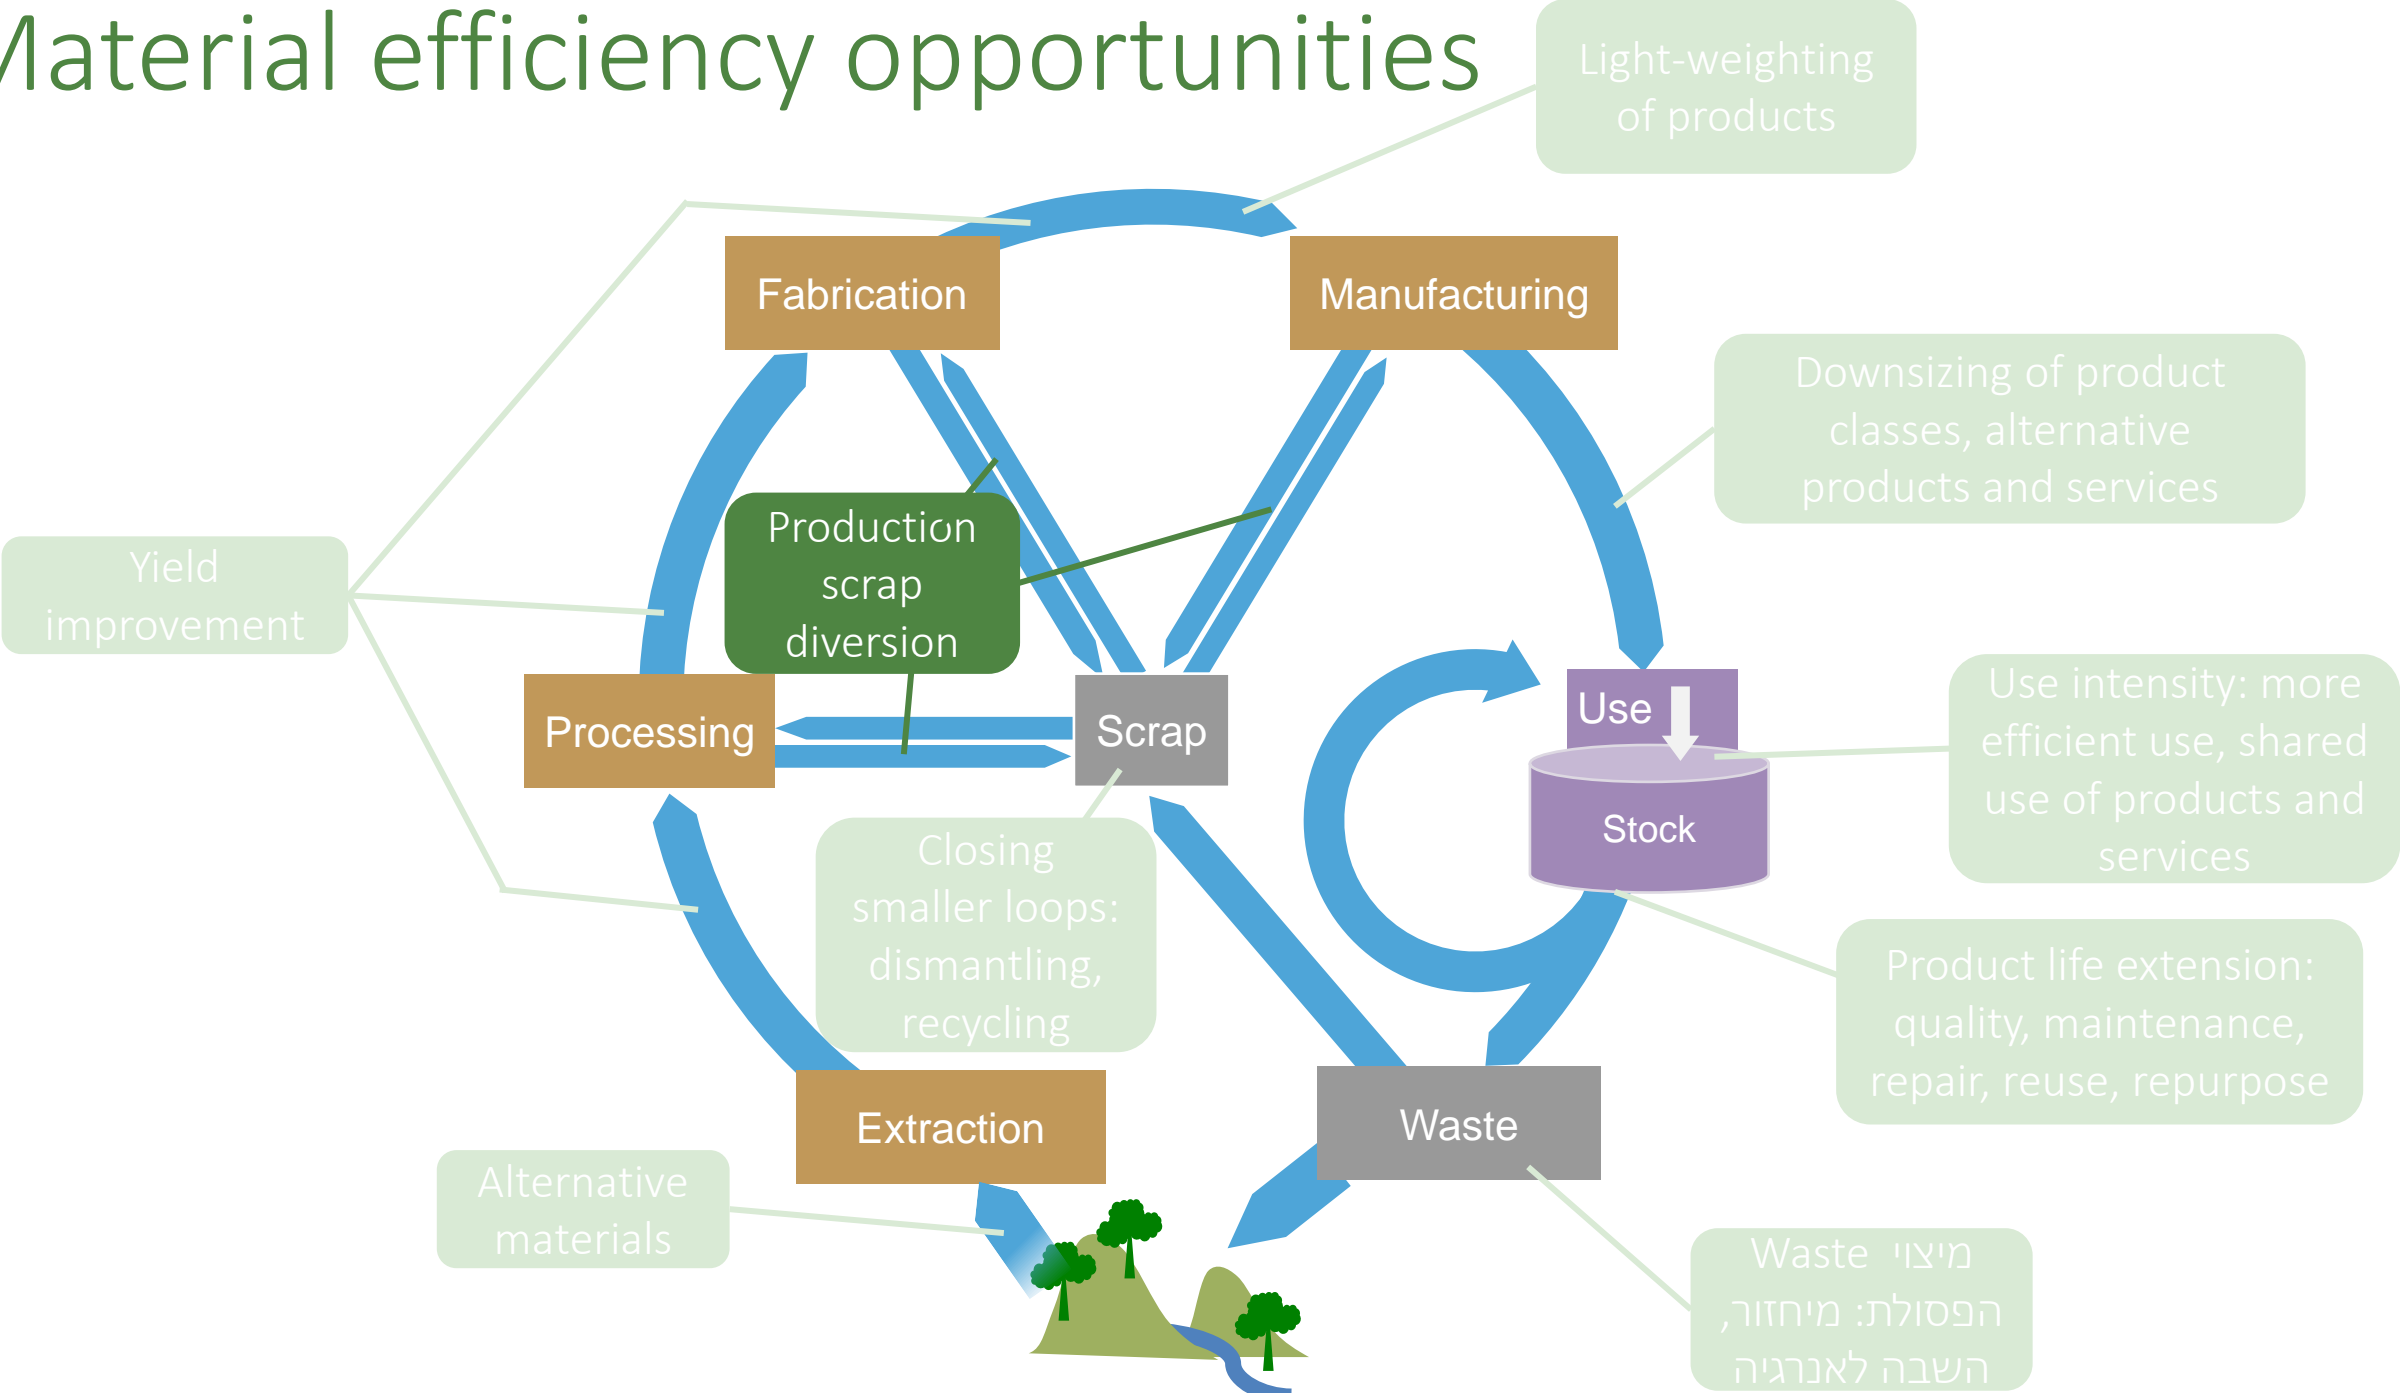 Material efficiency opportunities
Light-weighting
of products
Fabrication
Manufacturing
Downsizing of product
classes, alternative
products and services
Production
scrap
diversion
Yield
improvement
Processing
Scrap
Use
Stock
Use intensity: more
efficient use, shared
use of products and
services
Closing
smaller loops:
dismantling,
recycling
Product life extension:
quality, maintenance,
repair, reuse, repurpose
Extraction
Waste
Alternative
materials
מיצוי Waste
הפסולת: מיחזור,
השבה לאנרגיה